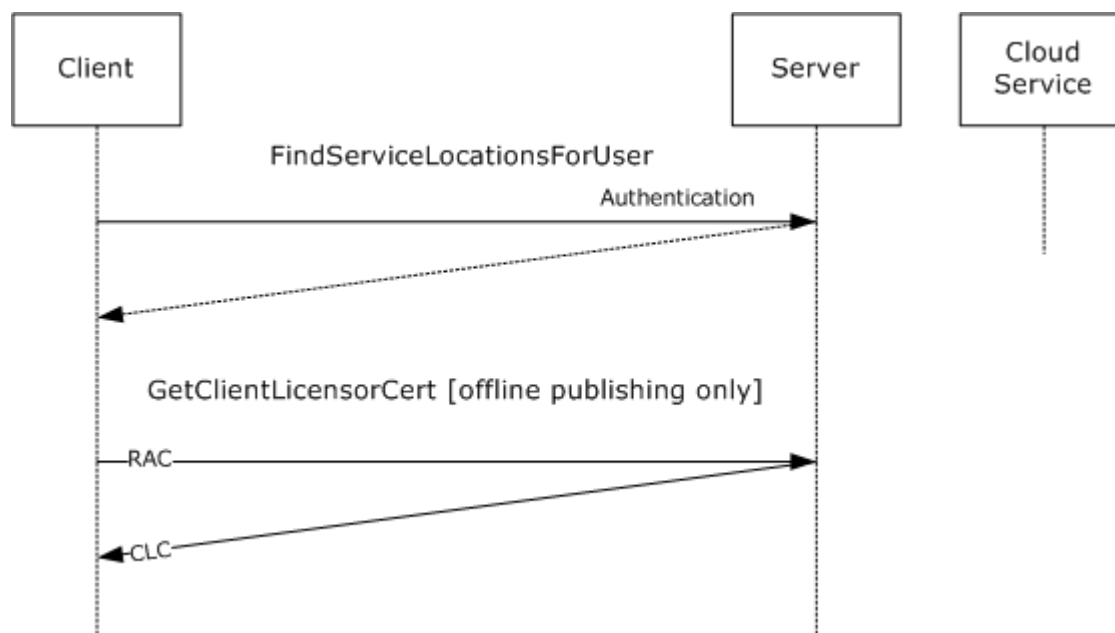 Client
Server
Cloud
Service
FindServiceLocationsForUser
Authentication
GetClientLicensorCert [offline publishing only]
RAC
CLC